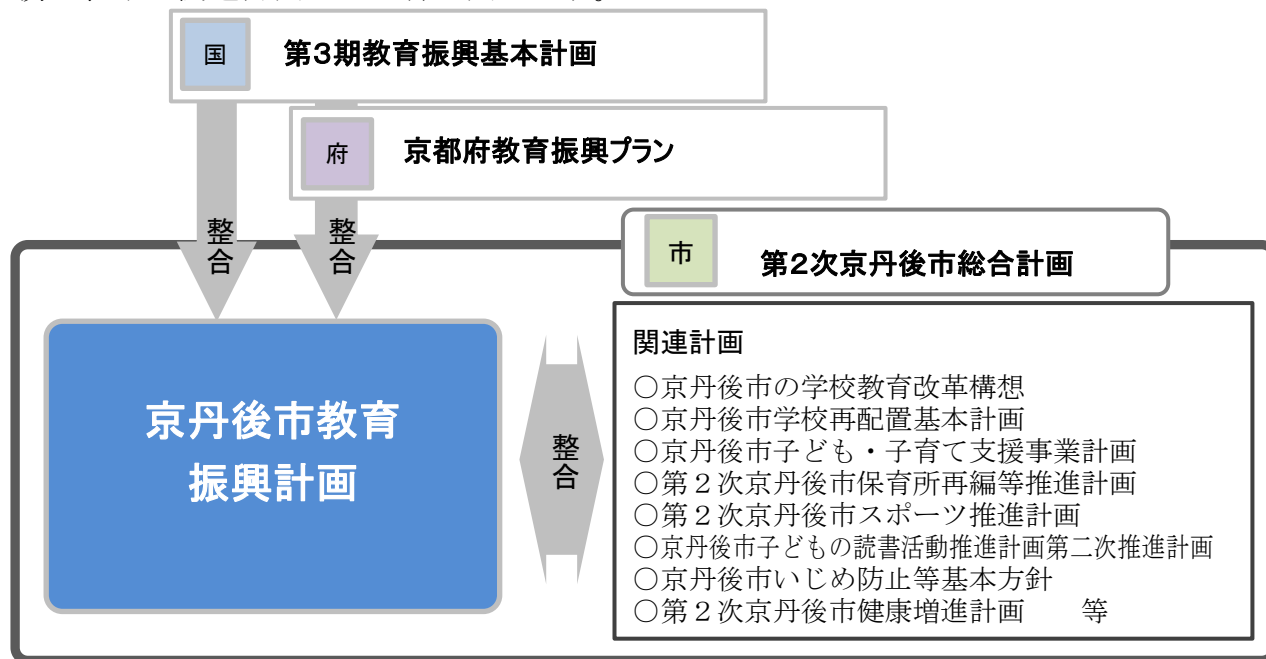 国
第3期教育振興基本計画
府
京都府教育振興プラン
整合
整合
市
第2次京丹後市総合計画
京丹後市教育
振興計画
整合
関連計画
○京丹後市の学校教育改革構想
○京丹後市学校再配置基本計画
○京丹後市子ども・子育て支援事業計画
○第２次京丹後市保育所再編等推進計画
○第２次京丹後市スポーツ推進計画
○京丹後市子どもの読書活動推進計画第二次推進計画
○京丹後市いじめ防止等基本方針
○第２次京丹後市健康増進計画　　等